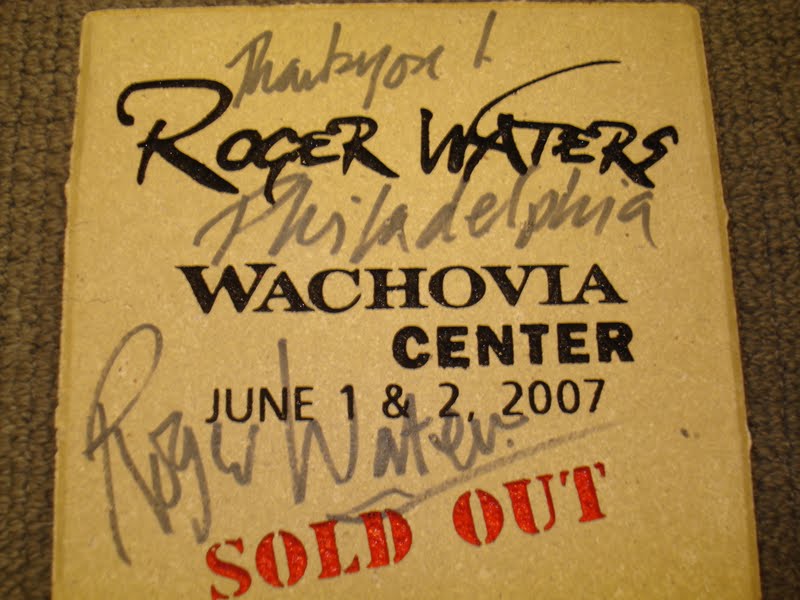 Thank you!
ROGER WATERS
Philadelphia
WACHOVIA
CENTER
JUNE 1 & 2, 2007
Roger Waters
SOLD OUT